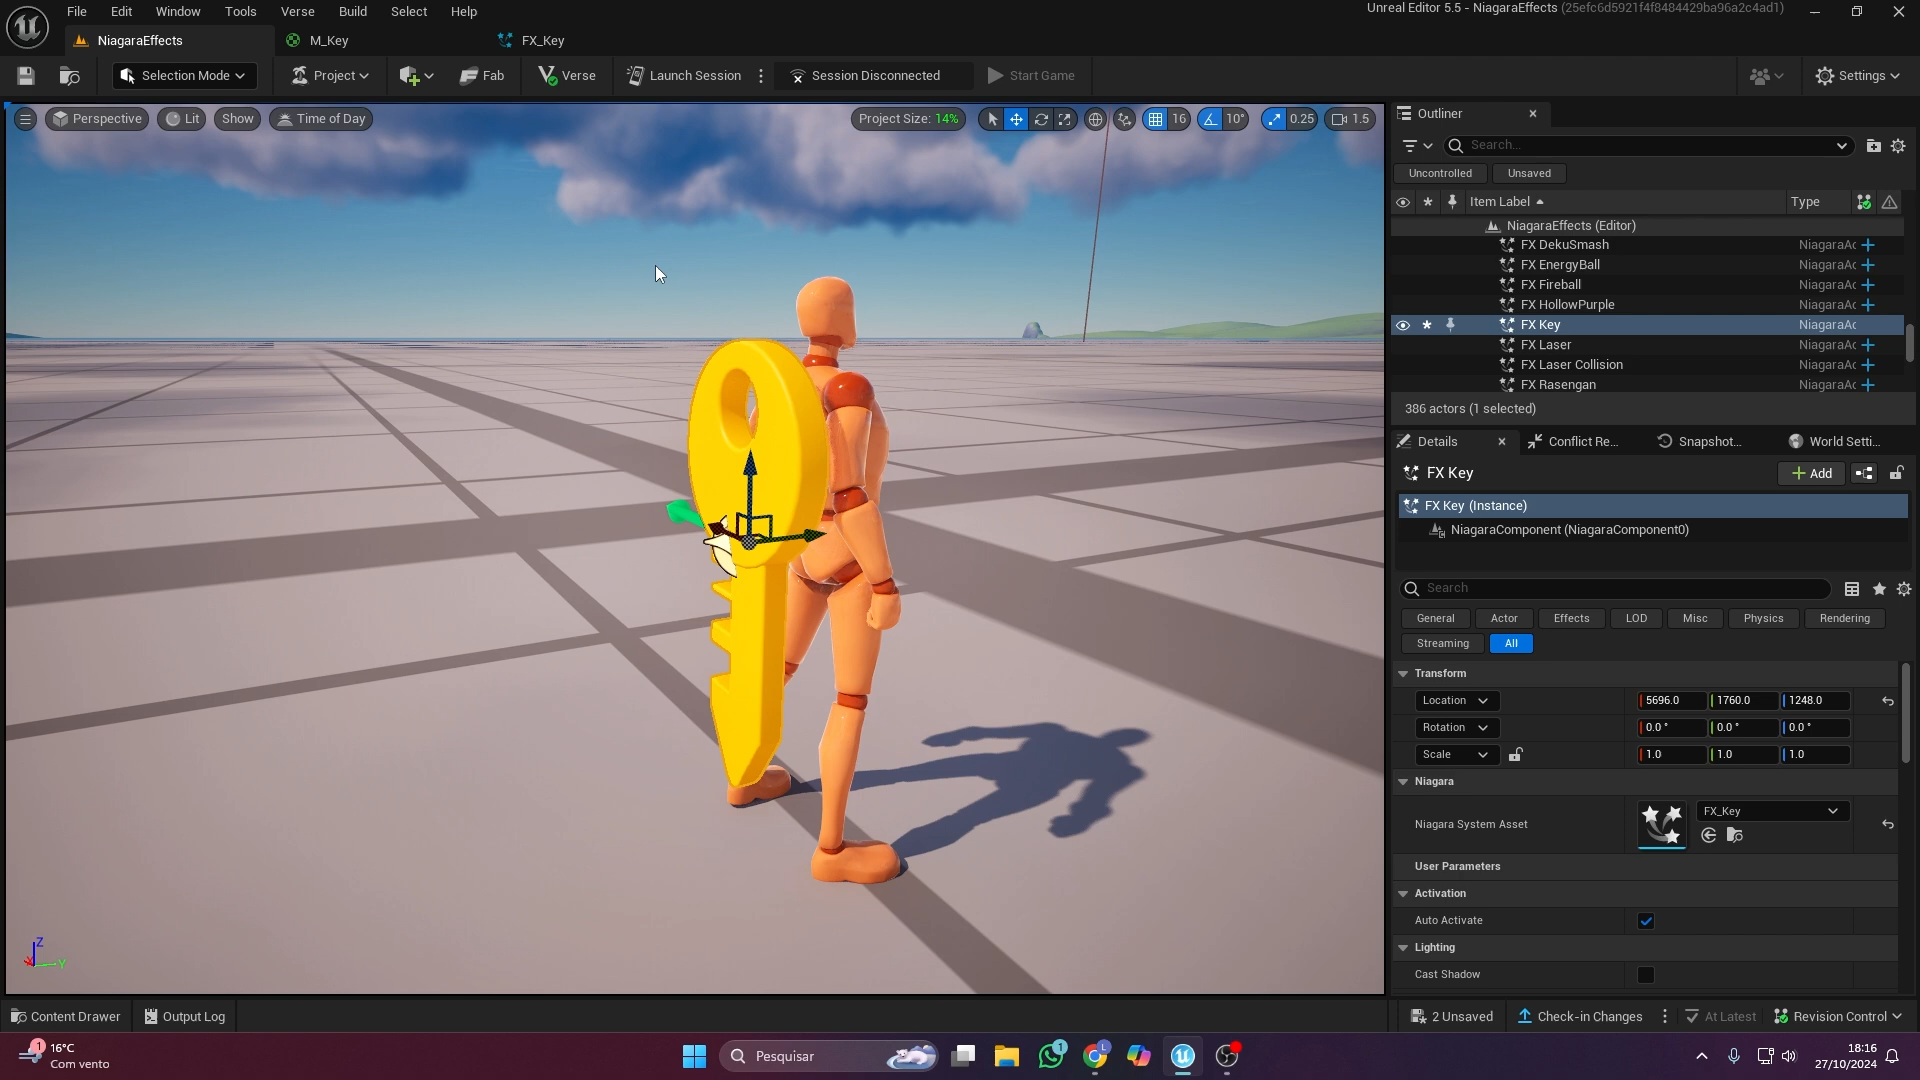 File Edit Window Tools Verse Build Select Help
Unreal Editor 5.5 - NiagaraEffects (25efc6d5921f4f8484429ba96a2c4ad1)
NiagaraEffects M_Key FX_Key
Selection Mode Project Fab Verse Launch Session Session Disconnected Start Game Settings
Perspective Lit Show Time of Day Project Size: 14% 16 10° 0.25 1.5
Outliner
Search...
Uncontrolled Unsaved
Item Label Type
NiagaraEffects (Editor)
FX DekuSmash NiagaraAc
FX EnergyBall NiagaraAc
FX Fireball NiagaraAc
FX HollowPurple NiagaraAc
FX Key NiagaraAc
FX Laser NiagaraAc
FX Laser Collision NiagaraAc
FX Rasengan NiagaraAc
386 actors (1 selected)
Details Conflict Re... Snapshot... World Setti...
FX Key Add
FX Key (Instance)
NiagaraComponent (NiagaraComponent0)
Search
General Actor Effects LOD Misc Physics Rendering
Streaming All
Transform
Location 5696.0 1760.0 1248.0
Rotation 0.0 ° 0.0 ° 0.0 °
Scale 1.0 1.0 1.0
Niagara
Niagara System Asset FX_Key
User Parameters
Activation
Auto Activate
Lighting
Cast Shadow
Z
X Y
Content Drawer Output Log 2 Unsaved Check-in Changes At Latest Revision Control
1 16°C
Com vento
Pesquisar
1
L
18:16
27/10/2024